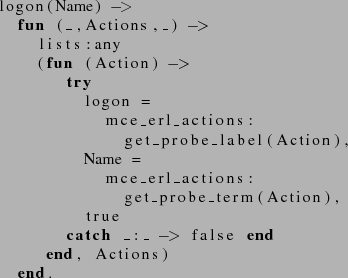 logon(Name) ->
fun (_,Actions,_) ->
lists:any
(fun (Action) ->
try
logon =
mce_erl_actions:
get_probe_label(Action),
Name =
mce_erl_actions:
get_probe_term(Action),
true
catch _:_ -> false end
end, Actions)
end.